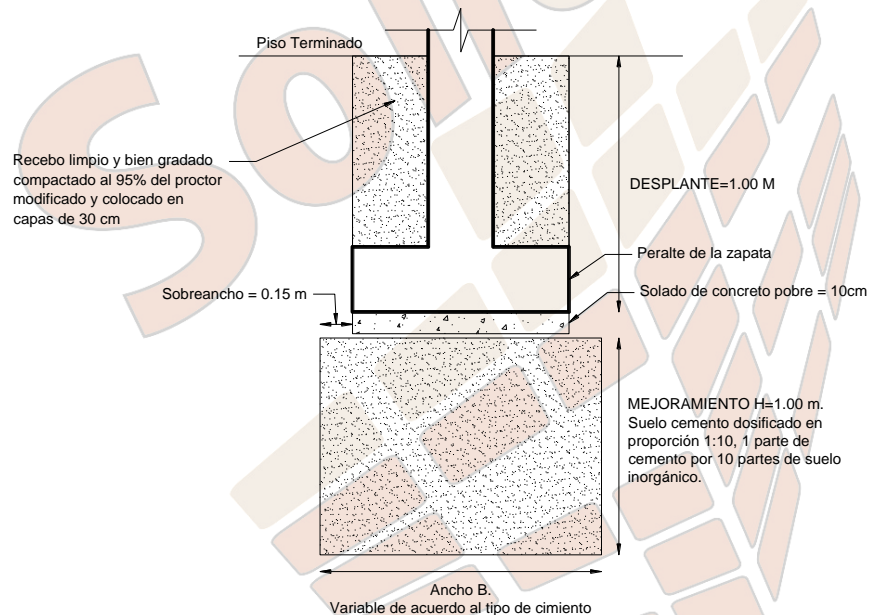 Piso Terminado
Recebo limpio y bien gradado
compactado al 95% del proctor
modificado y colocado en
capas de 30 cm
DESPLANTE=1.00 M
Peralte de la zapata
Sobreancho = 0.15 m
Solado de concreto pobre = 10cm
MEJORAMIENTO H=1.00 m.
Suelo cemento dosificado en
proporción 1:10, 1 parte de
cemento por 10 partes de suelo
inorgánico.
Ancho B.
Variable de acuerdo al tipo de cimiento